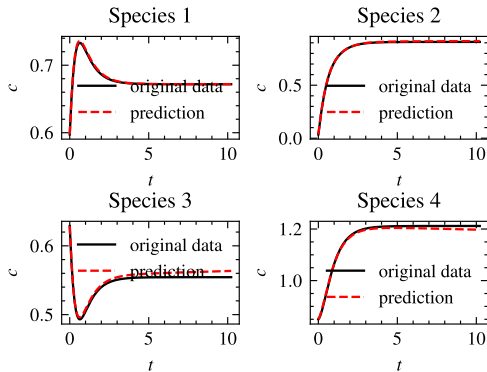 Species 1
c
0.7
0.6
original data
prediction
0
5
10
t
Species 2
c
0.5
0.0
original data
prediction
0
5
10
t
Species 3
c
0.6
0.5
original data
prediction
0
5
10
t
Species 4
c
1.2
1.0
original data
prediction
0
5
10
t